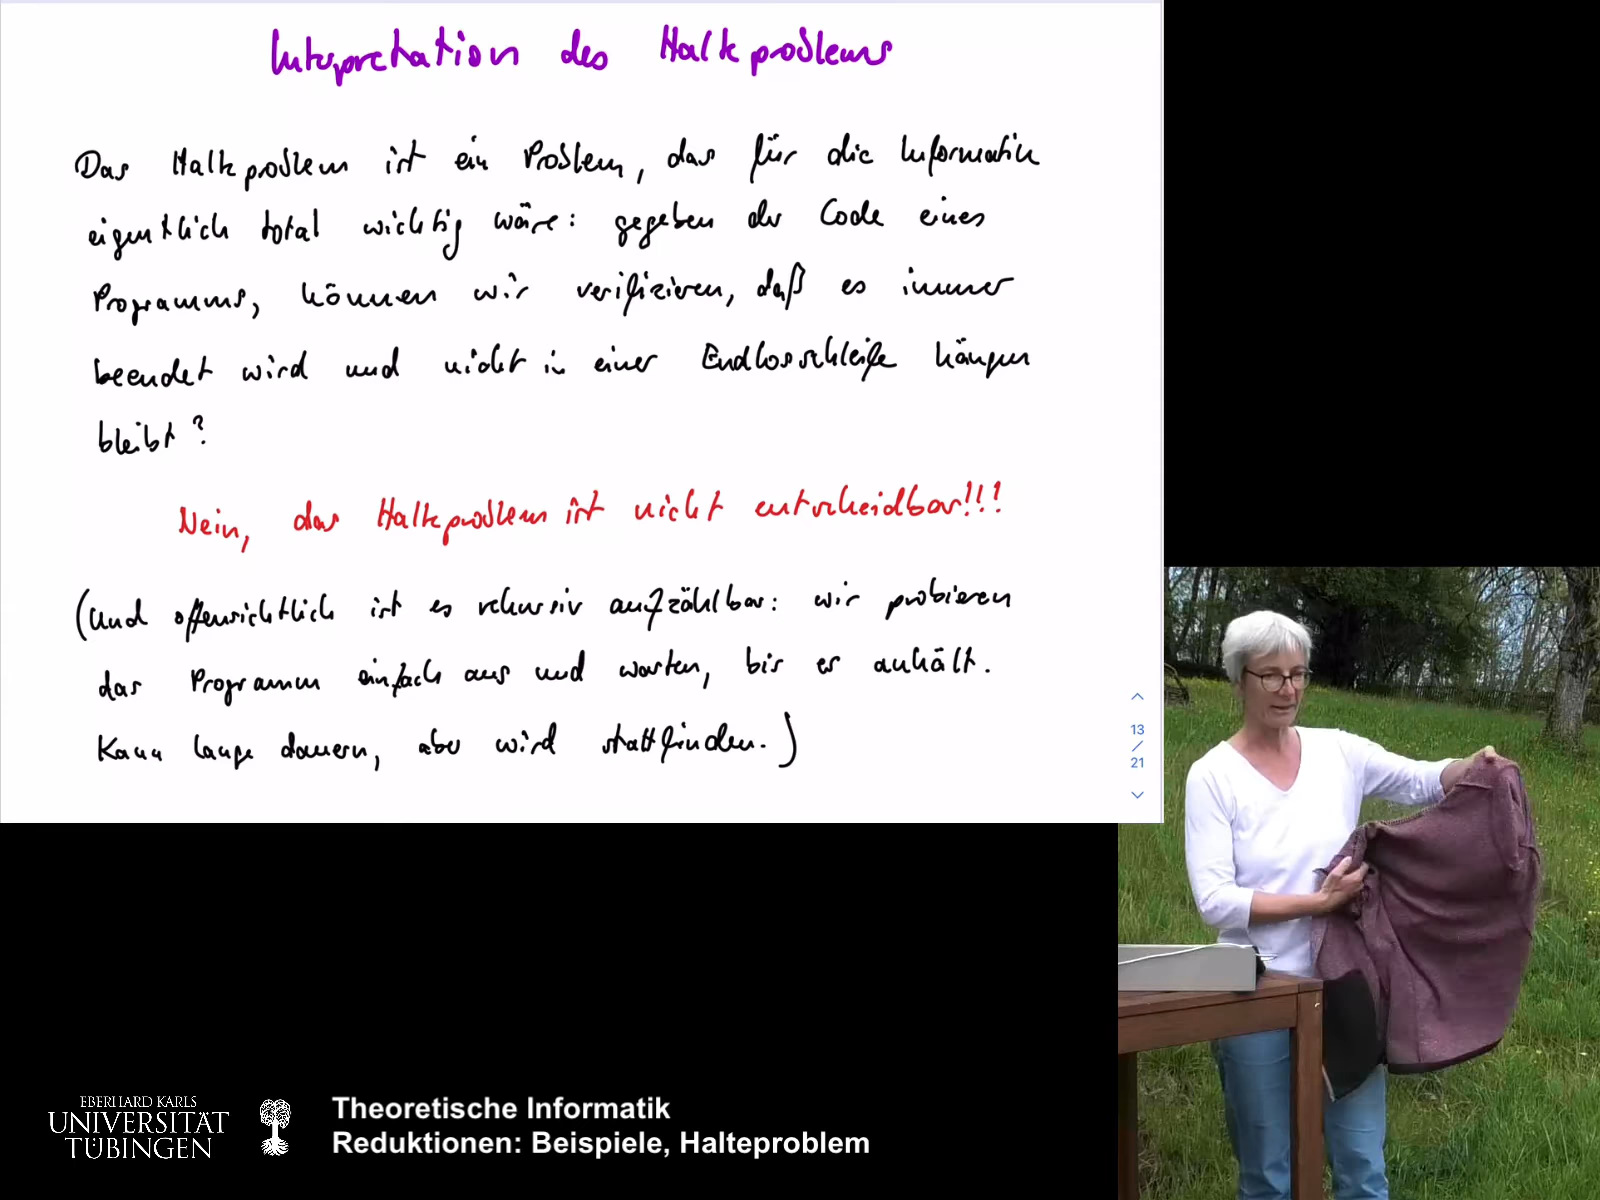 Interpretation des Halteproblems
Das Halteproblem ist ein Problem, das für die Informatik
eigentlich total wichtig wäre: gegeben der Code eines
Programms, können wir verifizieren, daß es immer
beendet wird und nicht in einer Endlosschleife hängen
bleibt?
Nein, das Halteproblem ist nicht entscheidbar!!!
(Und offensichtlich ist es rekursiv aufzählbar: wir probieren
das Programm einfach aus und warten, bis es anhält.
Kann lange dauern, aber wird stattfinden.)
13
/
21
EBERHARD KARLS
UNIVERSITÄT
TÜBINGEN
Theoretische Informatik
Reduktionen: Beispiele, Halteproblem